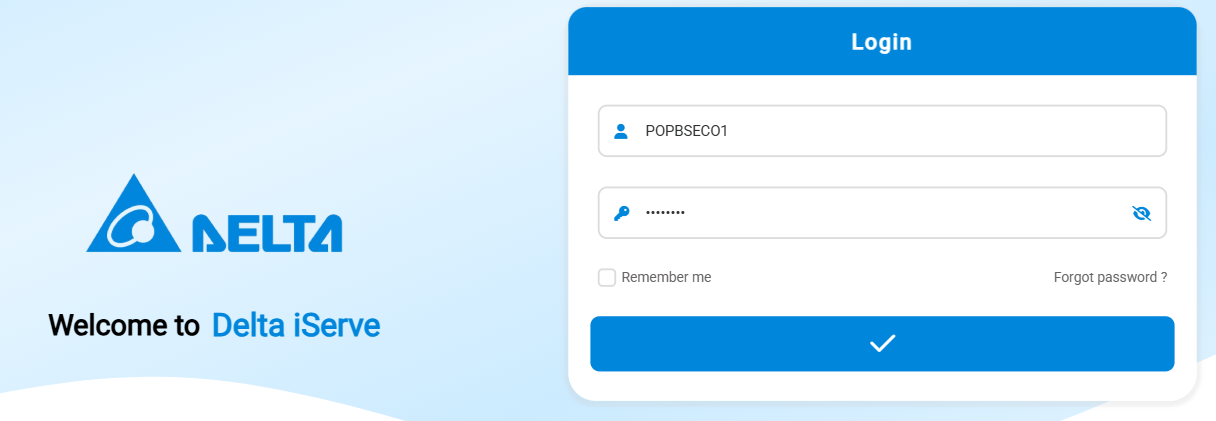 Login
POPBSECO1
••••••••
DELTA
Remember me
Forgot password ?
Welcome to Delta iServe